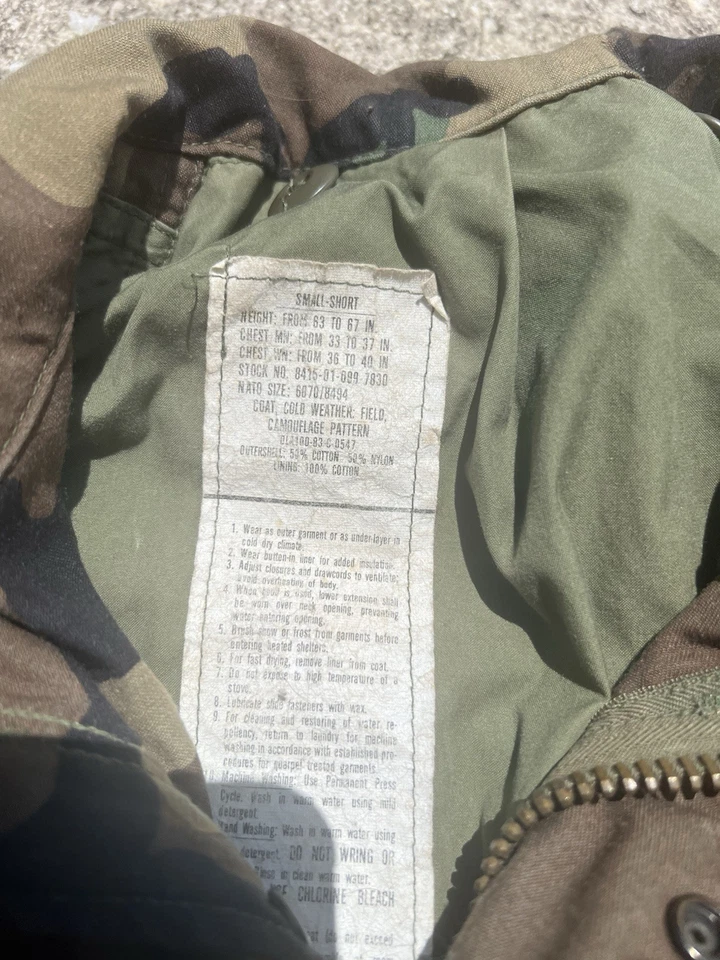 SMALL-SHORT
HEIGHT: FROM 63 TO 67 IN.
CHEST MN: FROM 33 TO 37 IN.
CHEST WN: FROM 36 TO 40 IN
STOCK NO. 8415-01-099 7830
NATO SIZE: 6070/8494
COAT, COLD WEATHER: FIELD,
CAMOUFLAGE PATTERN
DLA100-83-C-0547
OUTERSHELL: 50% COTTON 50% NYLON
LINING: 100% COTTON
1. Wear as outer garment or as under-layer in
cold dry climate.
2. Wear button-in liner for added insulation.
3. Adjust closures and drawcords to ventilate;
avoid overheating of body.
4. When hood is used, lower extension shall
be worn over neck opening, preventing
water entering opening.
5. Brush snow or frost from garments before
entering heated shelters.
6. For fast drying, remove liner from coat.
7. Do not expose to high temperature of a
stove.
8. Lubricate slide fasteners with wax.
9. For cleaning and restoring of water re-
pellency, return to laundry for machine
washing in accordance with established pro-
cedures for quarpel treated garments.
10. Machine Washing: Use Permanent Press
Cycle. Wash in warm water using mild
detergent.
Hand Washing: Wash in warm water using
detergent. DO NOT WRING OR
Rinse in clean warm water.
USE CHLORINE BLEACH
(do not exceed